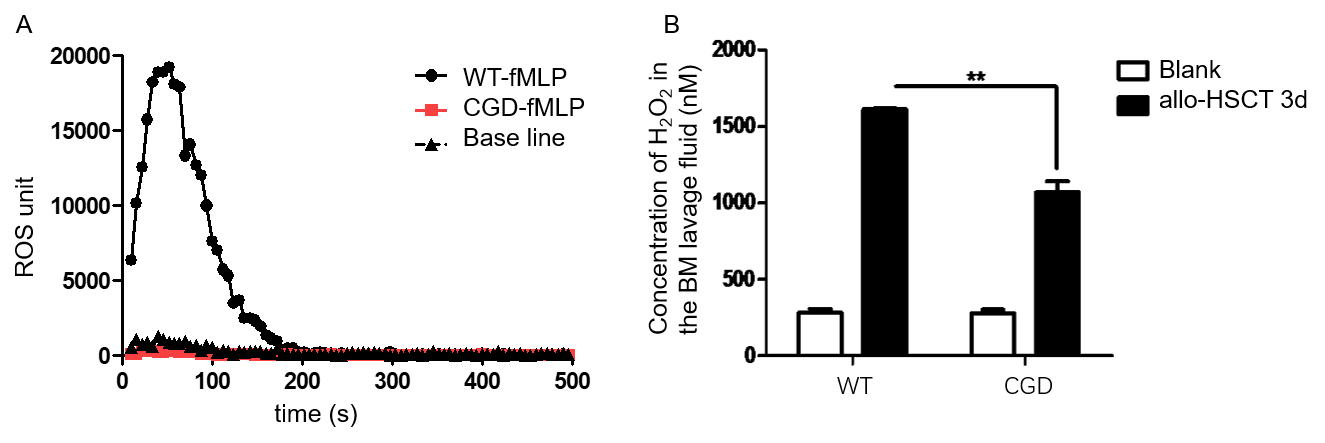 A
20000
15000
10000
5000
0
ROS unit
0 100 200 300 400 500
time (s)
WT-fMLP
CGD-fMLP
Base line
B
Concentration of H₂O₂ in
the BM lavage fluid (nM)
2000
1500
1000
500
0
**
WT CGD
Blank
allo-HSCT 3d